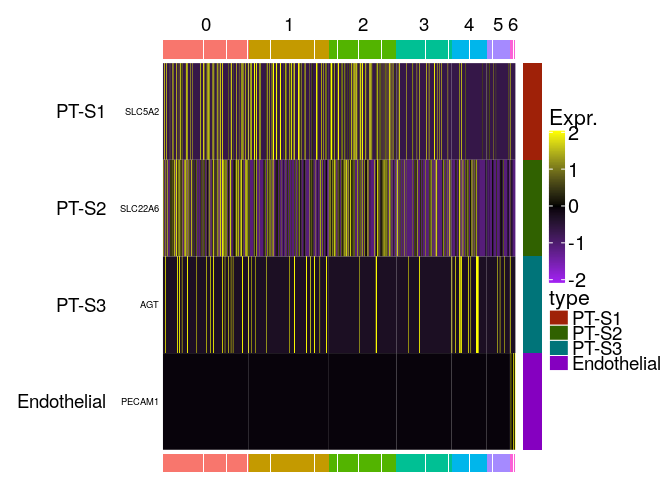 0 1 2 3 4 5 6
PT-S1 SLC5A2
PT-S2 SLC22A6
PT-S3 AGT
Endothelial PECAM1
Expr.
2
1
0
-1
-2
type
PT-S1
PT-S2
PT-S3
Endothelial